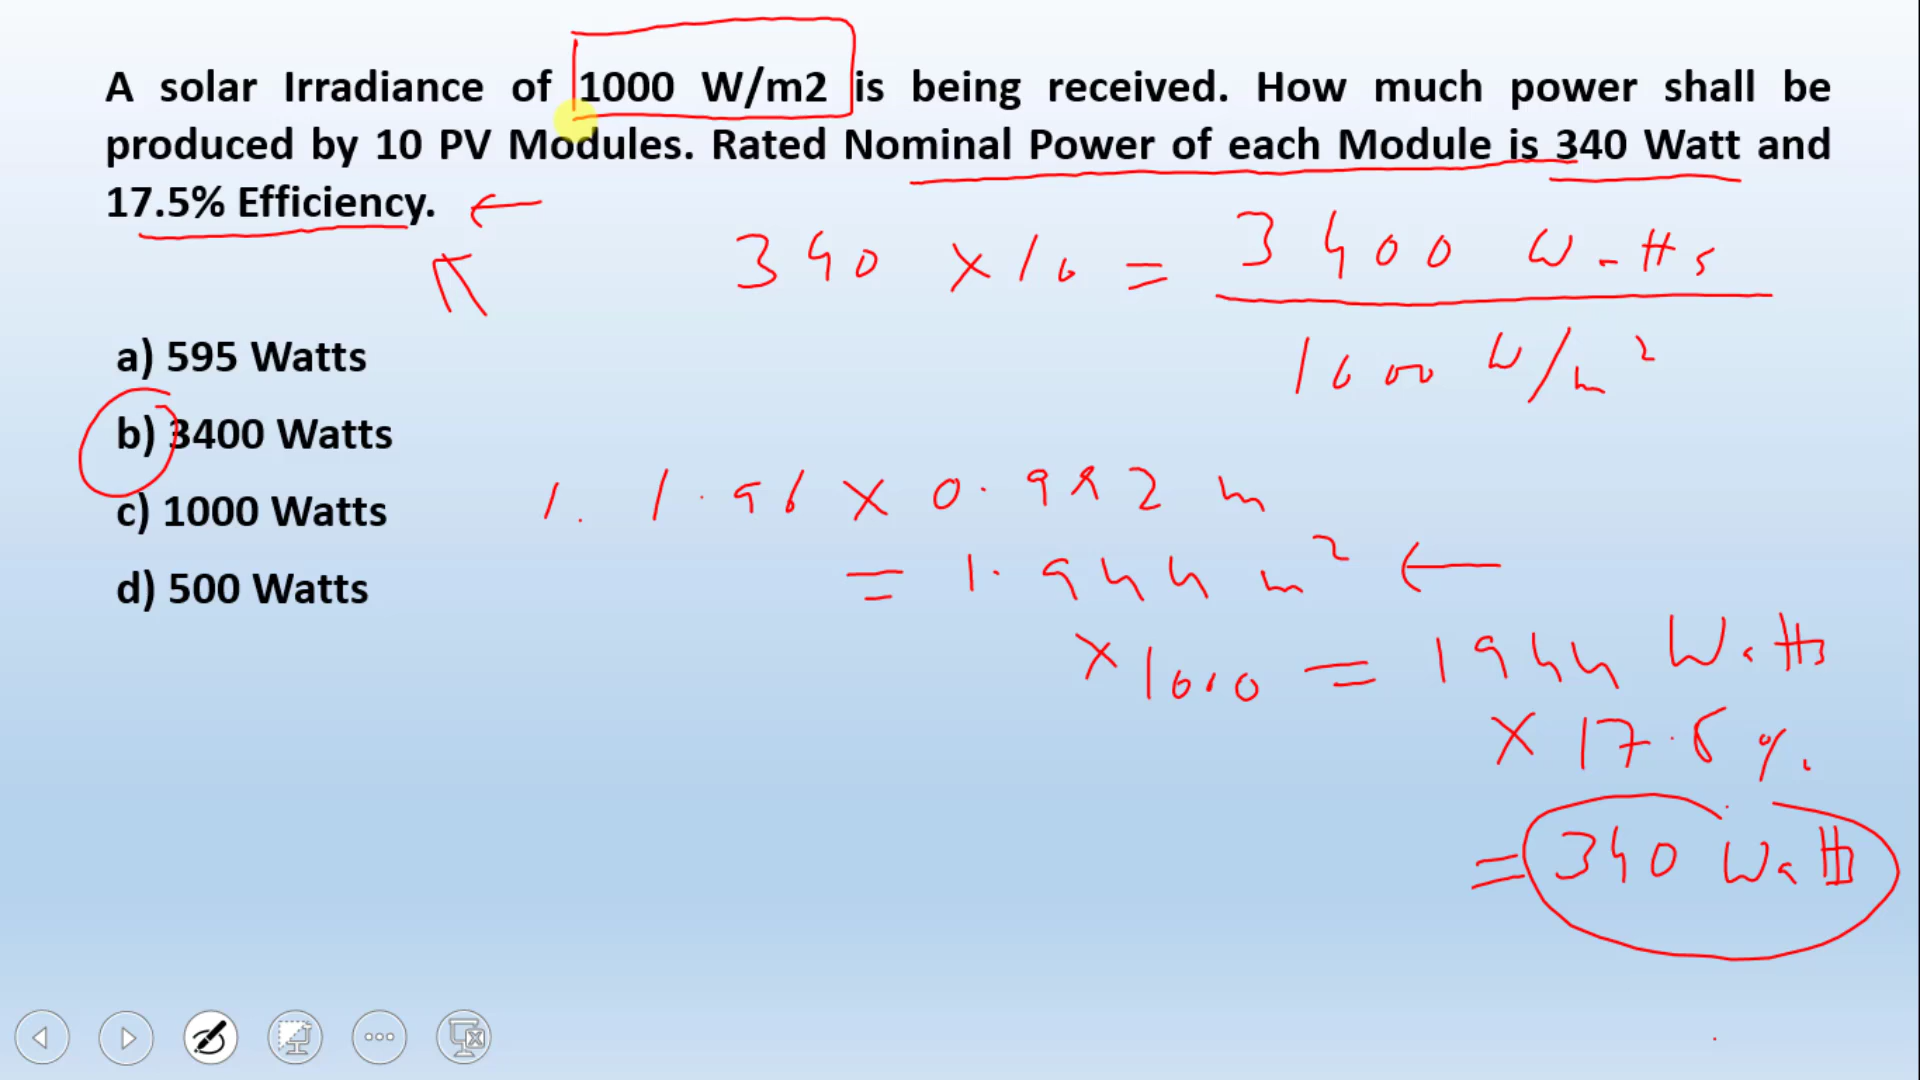 A solar Irradiance of 1000 W/m2 is being received. How much power shall be
produced by 10 PV Modules. Rated Nominal Power of each Module is 340 Watt and
17.5% Efficiency.
340 x 10 = 3400 Watts
1000 W/m²
a) 595 Watts
b) 3400 Watts
c) 1000 Watts
d) 500 Watts
1. 1.96 x 0.992 m
= 1.944 m²
x 1000 = 1944 Watts
x 17.5 %
= 340 Watts